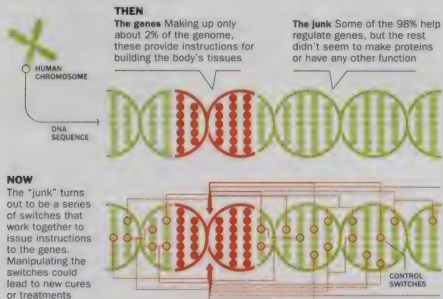 THEN
The genes Making up only
about 2% of the genome,
these provide instructions for
building the body's tissues
The junk Some of the 98% help
regulate genes, but the rest
didn't seem to make proteins
or have any other function
HUMAN
CHROMOSOME
DNA
SEQUENCE
NOW
The "junk" turns
out to be a series
of switches that
work together to
issue instructions
to the genes.
Manipulating the
switches could
lead to new cures
or treatments
CONTROL
SWITCHES